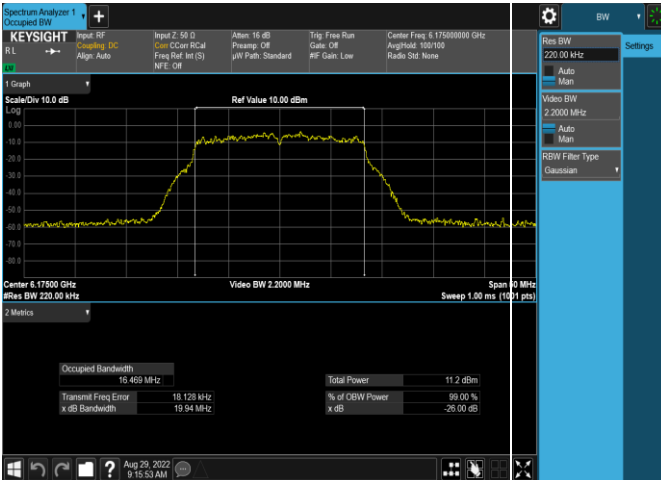 Spectrum Analyzer 1
Occupied BW
BW
KEYSIGHT
Input: RF
Input Z: 50 Ω
Atten: 16 dB
Trig: Free Run
Center Freq: 6.175000000 GHz
RL
Coupling: DC
Corr CCorr RCal
Preamp: Off
Gate: Off
Avg|Hold: 100/100
Align: Auto
Freq Ref: Int (S)
µW Path: Standard
#IF Gain: Low
Radio Std: None
NFE: Off
Res BW
220.00 kHz
Auto
Man
Settings
Video BW
2.2000 MHz
Auto
Man
RBW Filter Type
Gaussian
1 Graph
Scale/Div 10.0 dB
Ref Value 10.00 dBm
Log
0.00
-10.0
-20.0
-30.0
-40.0
-50.0
-60.0
-70.0
-80.0
Center 6.17500 GHz
Video BW 2.2000 MHz
Span 60 MHz
#Res BW 220.00 kHz
Sweep 1.00 ms (1001 pts)
2 Metrics
Occupied Bandwidth
16.469 MHz
Total Power
11.2 dBm
Transmit Freq Error
18.128 kHz
% of OBW Power
99.00 %
x dB Bandwidth
19.94 MHz
x dB
-26.00 dB
Aug 29, 2022
9:15:53 AM